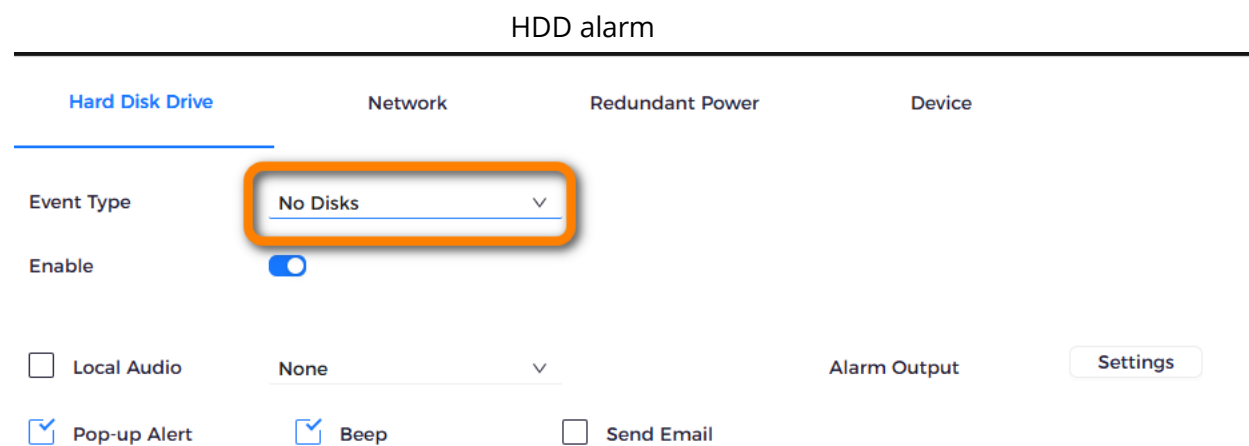 HDD alarm
Hard Disk Drive Network Redundant Power Device
Event Type No Disks
Enable
Local Audio None Alarm Output Settings
Pop-up Alert Beep Send Email